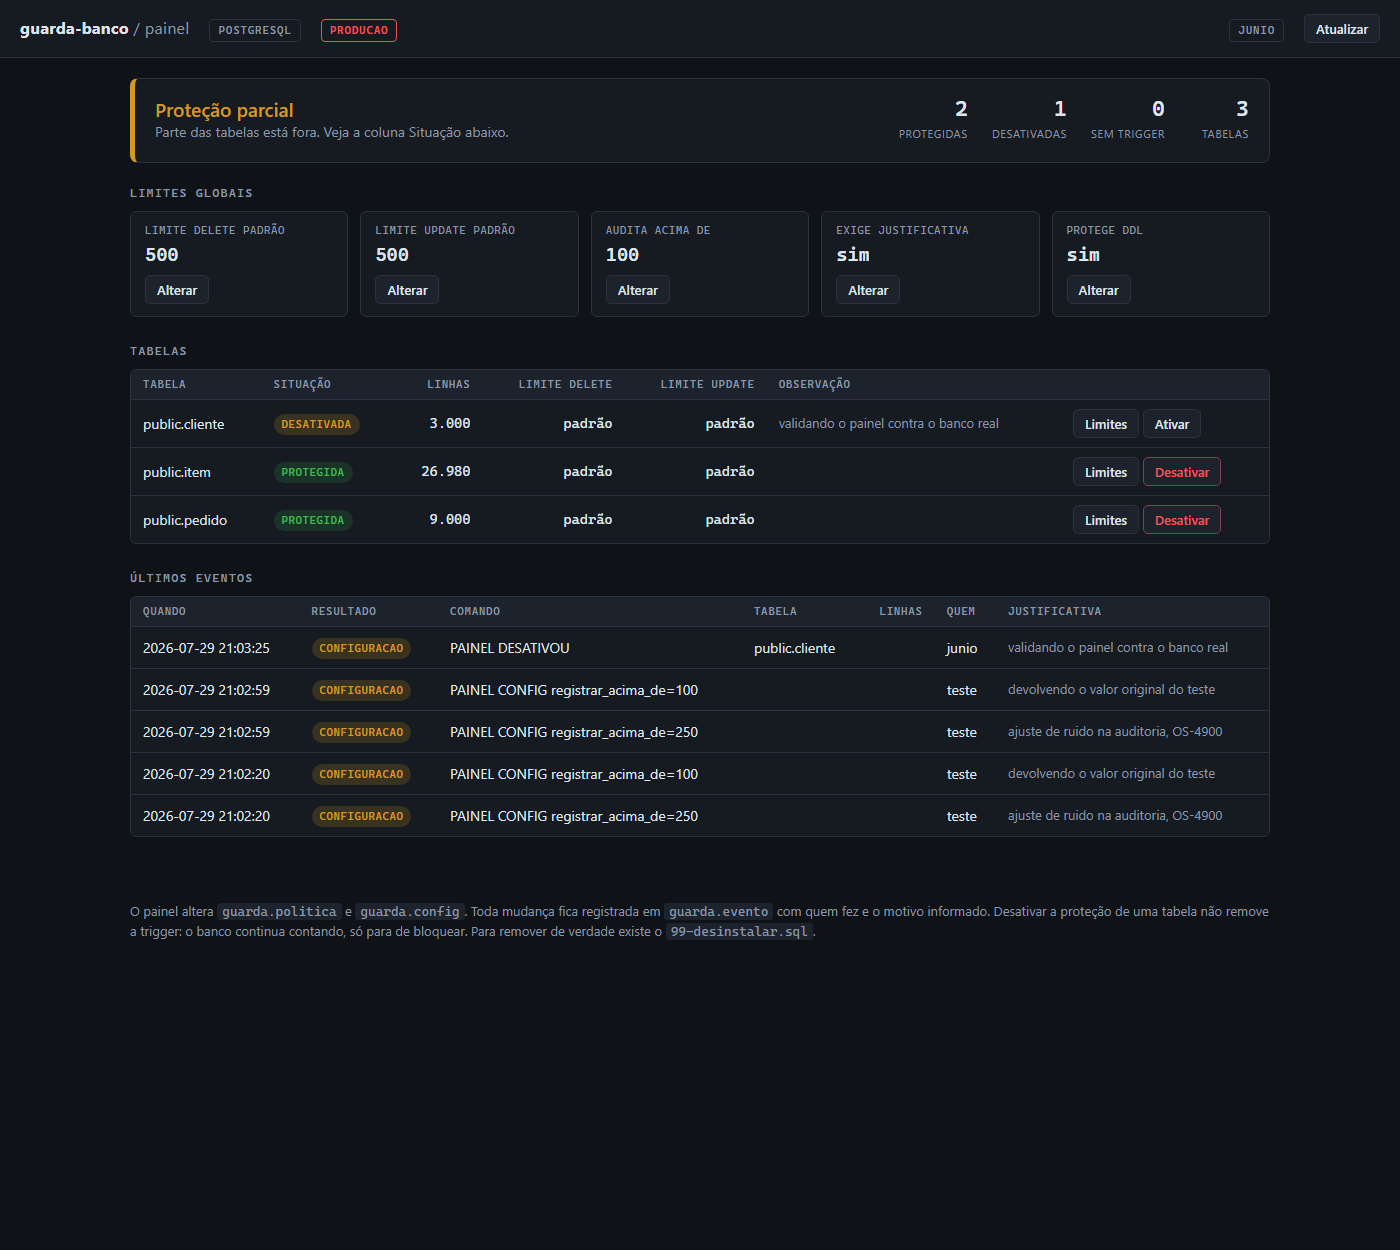 guarda-banco / painel POSTGRESQL PRODUCAO JUNIO Atualizar
Proteção parcial
Parte das tabelas está fora. Veja a coluna Situação abaixo.
2 1 0 3
PROTEGIDAS DESATIVADAS SEM TRIGGER TABELAS
LIMITES GLOBAIS
LIMITE DELETE PADRÃO LIMITE UPDATE PADRÃO AUDITA ACIMA DE EXIGE JUSTIFICATIVA PROTEGE DDL
500 500 100 sim sim
Alterar Alterar Alterar Alterar Alterar
TABELAS
TABELA SITUAÇÃO LINHAS LIMITE DELETE LIMITE UPDATE OBSERVAÇÃO
public.cliente DESATIVADA 3.000 padrão padrão validando o painel contra o banco real Limites Ativar
public.item PROTEGIDA 26.980 padrão padrão Limites Desativar
public.pedido PROTEGIDA 9.000 padrão padrão Limites Desativar
ÚLTIMOS EVENTOS
QUANDO RESULTADO COMANDO TABELA LINHAS QUEM JUSTIFICATIVA
2026-07-29 21:03:25 CONFIGURACAO PAINEL DESATIVOU public.cliente junio validando o painel contra o banco real
2026-07-29 21:02:59 CONFIGURACAO PAINEL CONFIG registrar_acima_de=100 teste devolvendo o valor original do teste
2026-07-29 21:02:59 CONFIGURACAO PAINEL CONFIG registrar_acima_de=250 teste ajuste de ruido na auditoria, OS-4900
2026-07-29 21:02:20 CONFIGURACAO PAINEL CONFIG registrar_acima_de=100 teste devolvendo o valor original do teste
2026-07-29 21:02:20 CONFIGURACAO PAINEL CONFIG registrar_acima_de=250 teste ajuste de ruido na auditoria, OS-4900
O painel altera guarda.politica e guarda.config. Toda mudança fica registrada em guarda.evento com quem fez e o motivo informado. Desativar a proteção de uma tabela não remove
a trigger: o banco continua contando, só para de bloquear. Para remover de verdade existe o 99-desinstalar.sql.